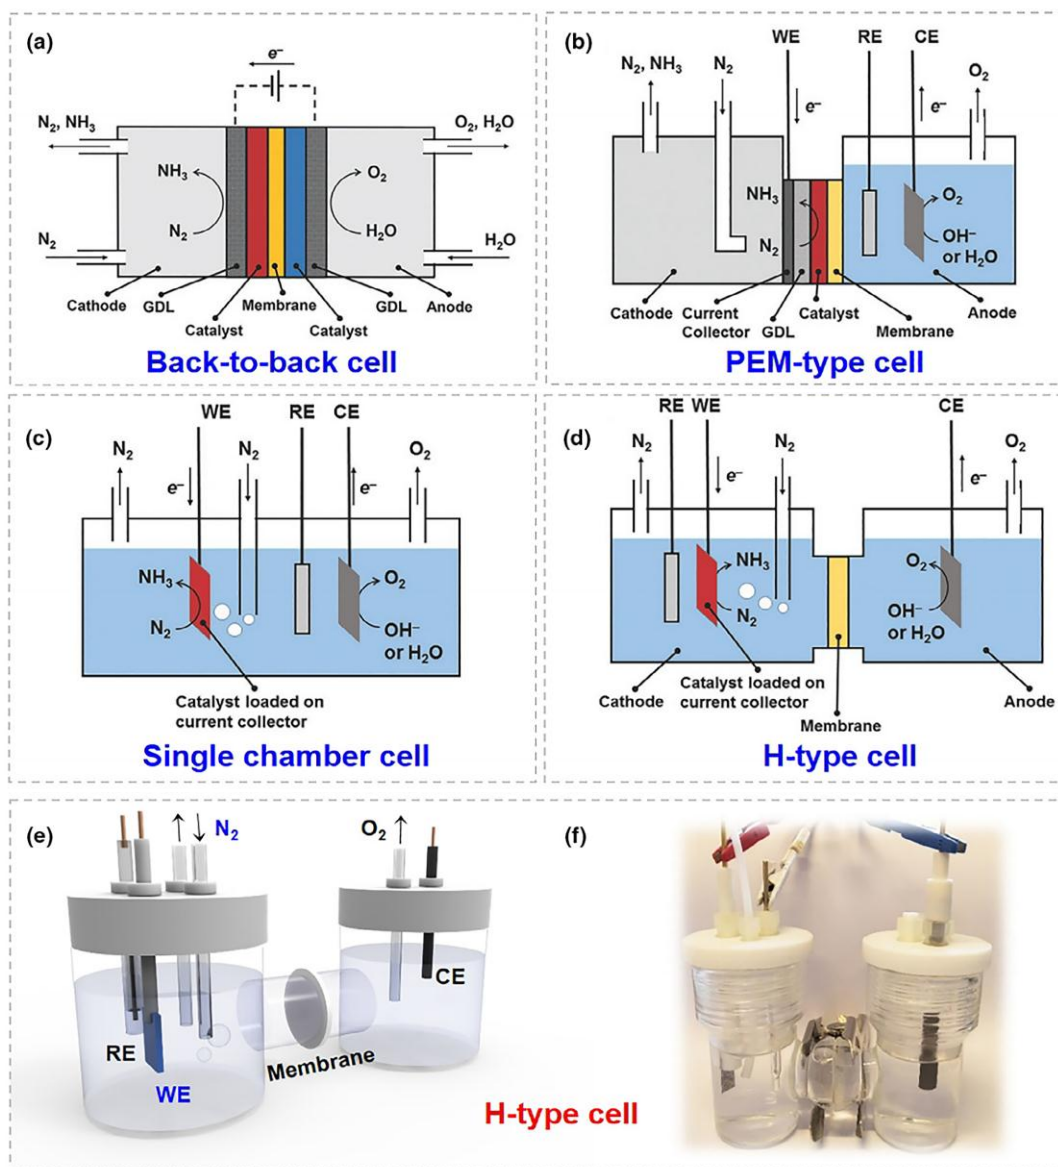 (a)
e⁻
N₂, NH₃
O₂, H₂O
NH₃
O₂
N₂
H₂O
N₂
H₂O
Cathode
GDL
Membrane
GDL
Anode
Catalyst
Catalyst
Back-to-back cell
(b)
WE
RE
CE
N₂, NH₃
N₂
O₂
e⁻
e⁻
NH₃
O₂
N₂
OH⁻
or H₂O
Cathode
Current
Collector
GDL
Catalyst
Membrane
Anode
PEM-type cell
(c)
WE
RE
CE
N₂
N₂
O₂
e⁻
e⁻
NH₃
O₂
N₂
OH⁻
or H₂O
Catalyst loaded on
current collector
Single chamber cell
(d)
RE
WE
CE
N₂
N₂
O₂
e⁻
e⁻
NH₃
O₂
N₂
OH⁻
or H₂O
Cathode
Catalyst loaded on
current collector
Membrane
Anode
H-type cell
(e)
N₂
O₂
CE
RE
WE
Membrane
H-type cell
(f)